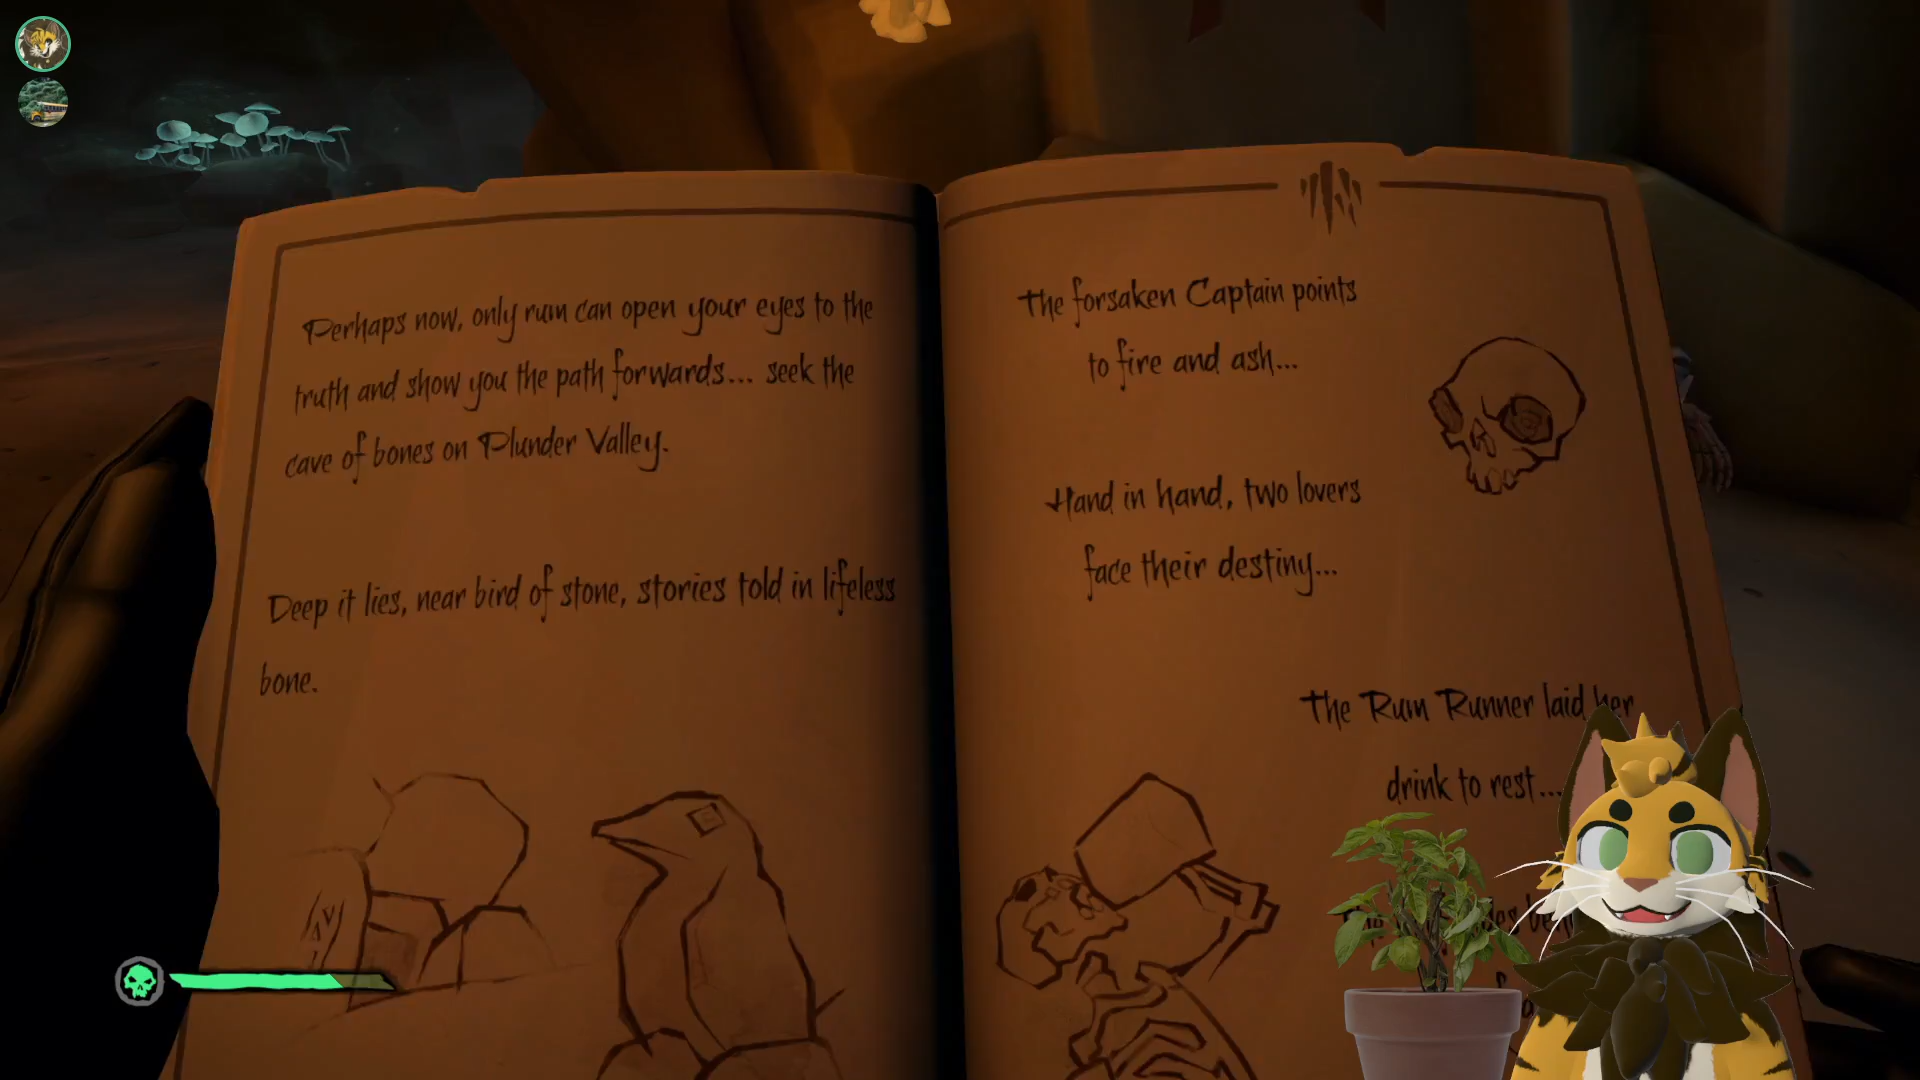 Perhaps now, only rum can open your eyes to the
truth and show you the path forwards... seek the
cave of bones on Plunder Valley.
Deep it lies, near bird of stone, stories told in lifeless
bone.
The forsaken Captain points
to fire and ash...
Hand in hand, two lovers
face their destiny...
The Rum Runner laid her
drink to rest...